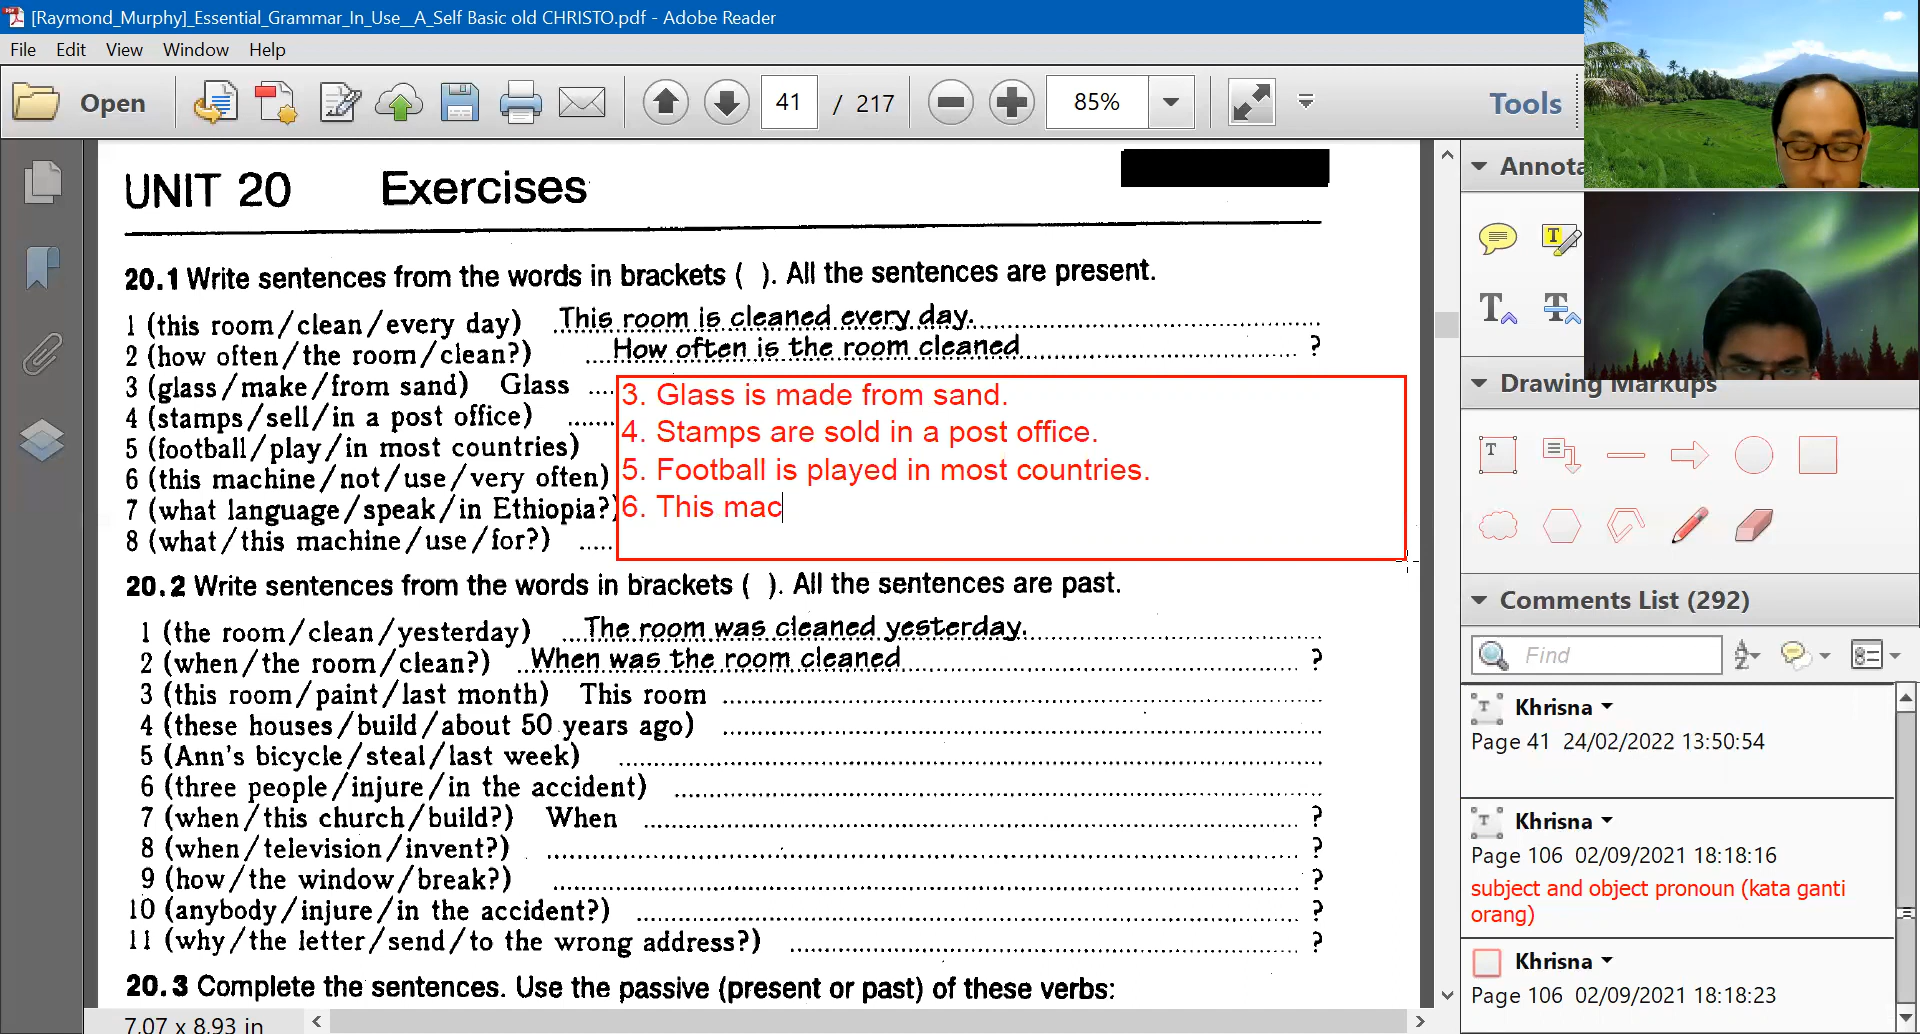 [Raymond_Murphy]_Essential_Grammar_In_Use__A_Self Basic old CHRISTO.pdf - Adobe Reader
File Edit View Window Help
Open 41 / 217 85% Tools
UNIT 20 Exercises
20.1 Write sentences from the words in brackets ( ). All the sentences are present.
1 (this room/clean/every day) This room is cleaned every day.
2 (how often/the room/clean?) How often is the room cleaned ?
3 (glass/make/from sand) Glass
4 (stamps/sell/in a post office)
5 (football/play/in most countries)
6 (this machine/not/use/very often)
7 (what language/speak/in Ethiopia?)
8 (what/this machine/use/for?)
3. Glass is made from sand.
4. Stamps are sold in a post office.
5. Football is played in most countries.
6. This mac
20.2 Write sentences from the words in brackets ( ). All the sentences are past.
1 (the room/clean/yesterday) The room was cleaned yesterday.
2 (when/the room/clean?) When was the room cleaned ?
3 (this room/paint/last month) This room
4 (these houses/build/about 50 years ago)
5 (Ann's bicycle/steal/last week)
6 (three people/injure/in the accident)
7 (when/this church/build?) When ?
8 (when/television/invent?) ?
9 (how/the window/break?) ?
10 (anybody/injure/in the accident?) ?
11 (why/the letter/send/to the wrong address?) ?
20.3 Complete the sentences. Use the passive (present or past) of these verbs:
7.07 x 8.93 in
Annota
Drawing Markups
Comments List (292)
Find
Khrisna
Page 41 24/02/2022 13:50:54
Khrisna
Page 106 02/09/2021 18:18:16
subject and object pronoun (kata ganti
orang)
Khrisna
Page 106 02/09/2021 18:18:23